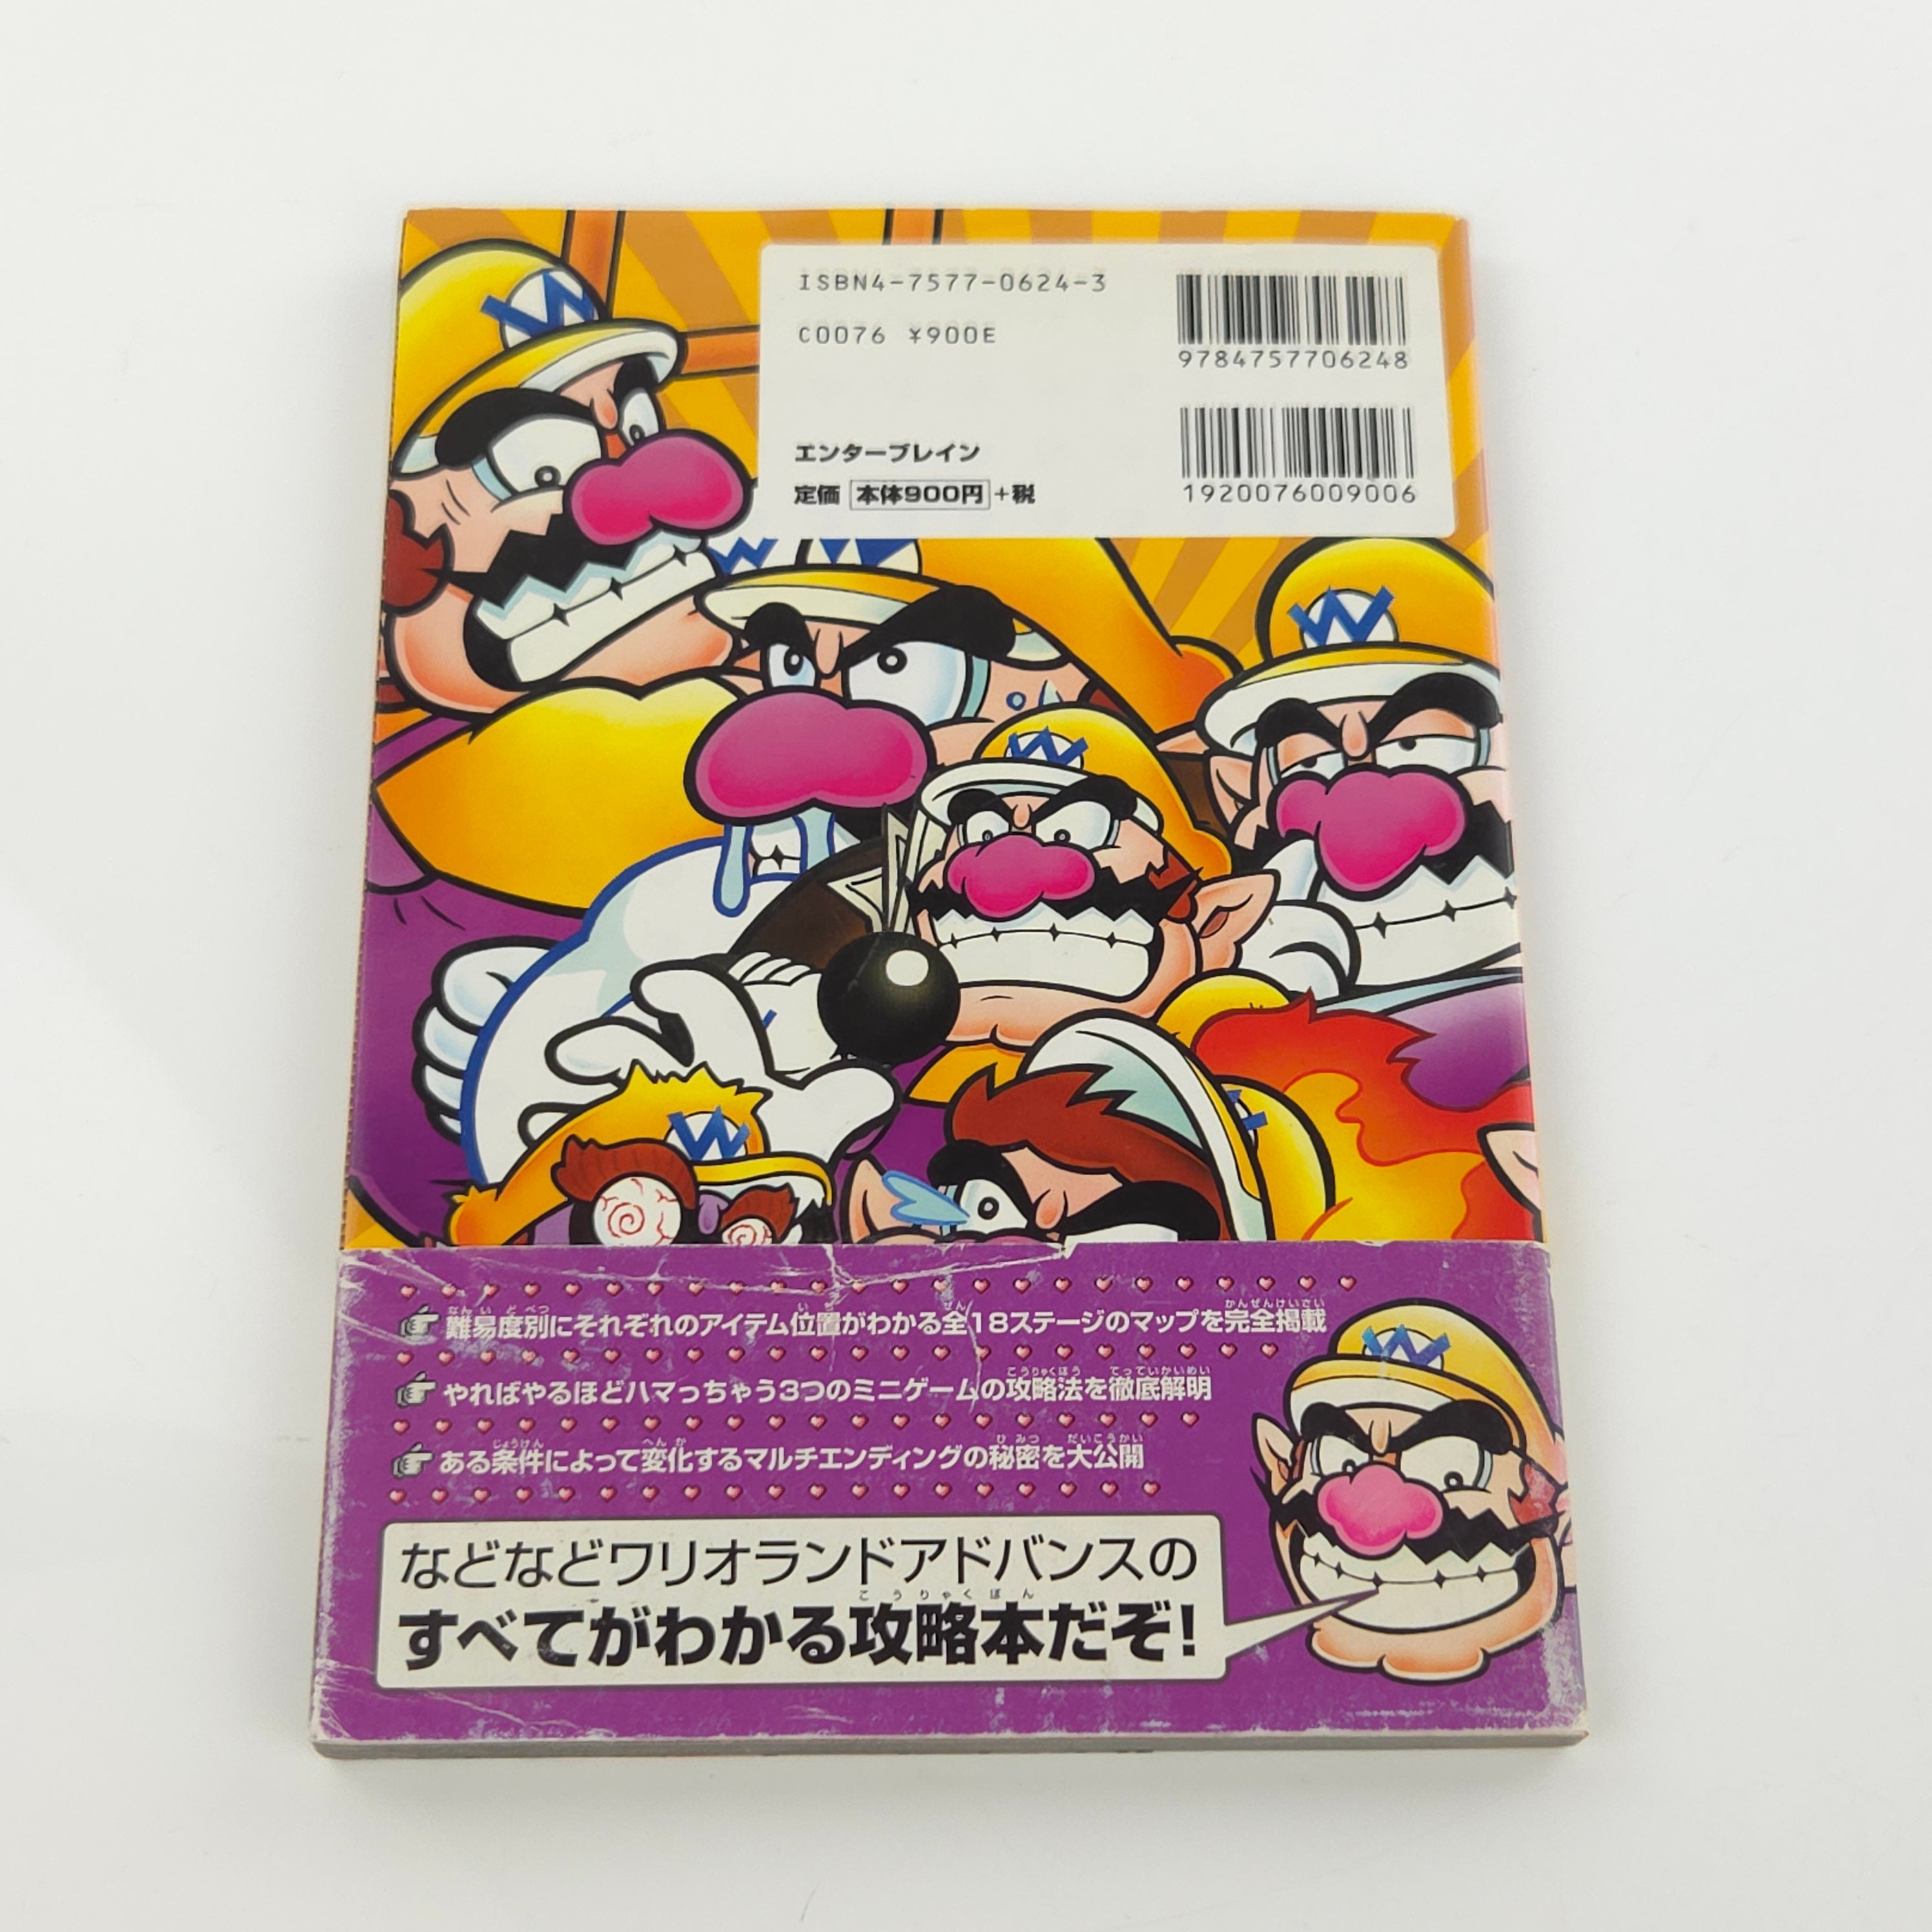 ISBN4-7577-0624-3
C0076 ¥900E
9784757706248
エンターブレイン
定価 本体900円+税
1920076009006
難易度別にそれぞれのアイテム位置がわかる全18ステージのマップを完全掲載
やればやるほどハマっちゃう3つのミニゲームの攻略法を徹底解明
ある条件によって変化するマルチエンディングの秘密を大公開
などなどワリオランドアドバンスの
すべてがわかる攻略本だぞ!